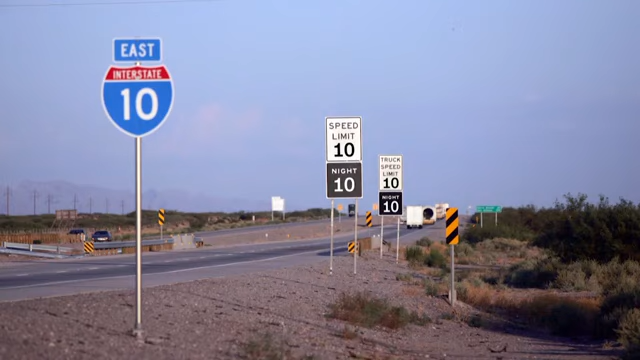 EAST
INTERSTATE
10
SPEED
LIMIT
10
NIGHT
10
TRUCK
SPEED
LIMIT
10
NIGHT
10